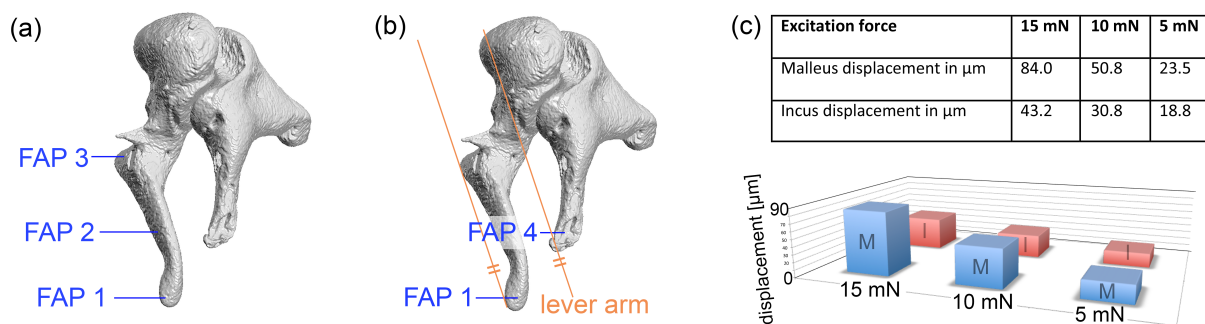 (a)
FAP 3
FAP 2
FAP 1
(b)
FAP 4
FAP 1
lever arm
(c)
Excitation force 15 mN 10 mN 5 mN
Malleus displacement in µm 84.0 50.8 23.5
Incus displacement in µm 43.2 30.8 18.8
displacement [µm]
90
0
M I
M I
M I
15 mN
10 mN
5 mN